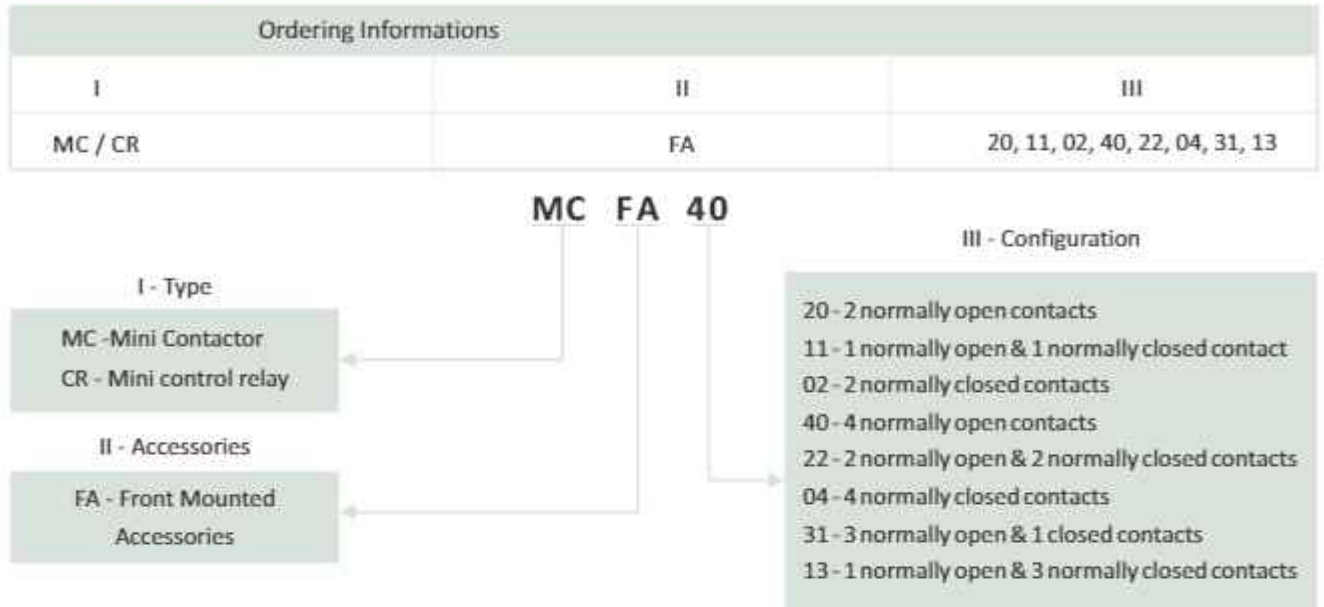 Ordering Informations
I II III
MC / CR FA 20, 11, 02, 40, 22, 04, 31, 13
MC FA 40
I - Type
MC -Mini Contactor
CR - Mini control relay
II - Accessories
FA - Front Mounted
Accessories
III - Configuration
20 - 2 normally open contacts
11 - 1 normally open & 1 normally closed contact
02 - 2 normally closed contacts
40 - 4 normally open contacts
22 - 2 normally open & 2 normally closed contacts
04 - 4 normally closed contacts
31 - 3 normally open & 1 closed contacts
13 - 1 normally open & 3 normally closed contacts